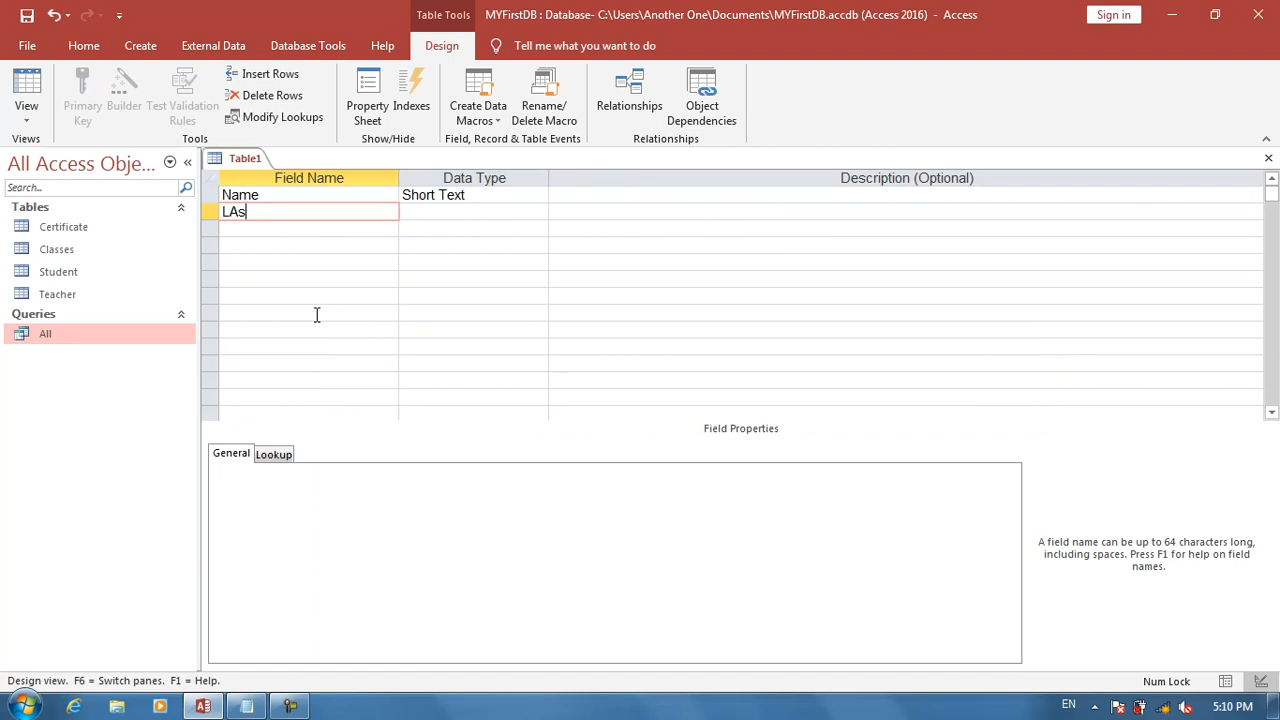 Table Tools
MYFirstDB : Database- C:\Users\Another One\Documents\MYFirstDB.accdb (Access 2016) - Access
Sign in
File
Home
Create
External Data
Database Tools
Help
Design
Tell me what you want to do
View
Primary Key
Builder
Test Validation Rules
Insert Rows
Delete Rows
Modify Lookups
Property Sheet
Indexes
Create Data Macros
Rename/ Delete Macro
Relationships
Object Dependencies
Views
Tools
Show/Hide
Field, Record & Table Events
Relationships
All Access Obje...
Search...
Tables
Certificate
Classes
Student
Teacher
Queries
All
Table1
Field Name
Data Type
Description (Optional)
Name
Short Text
LAs
Field Properties
General
Lookup
A field name can be up to 64 characters long,
including spaces. Press F1 for help on field
names.
Design view. F6 = Switch panes. F1 = Help.
Num Lock
EN
5:10 PM